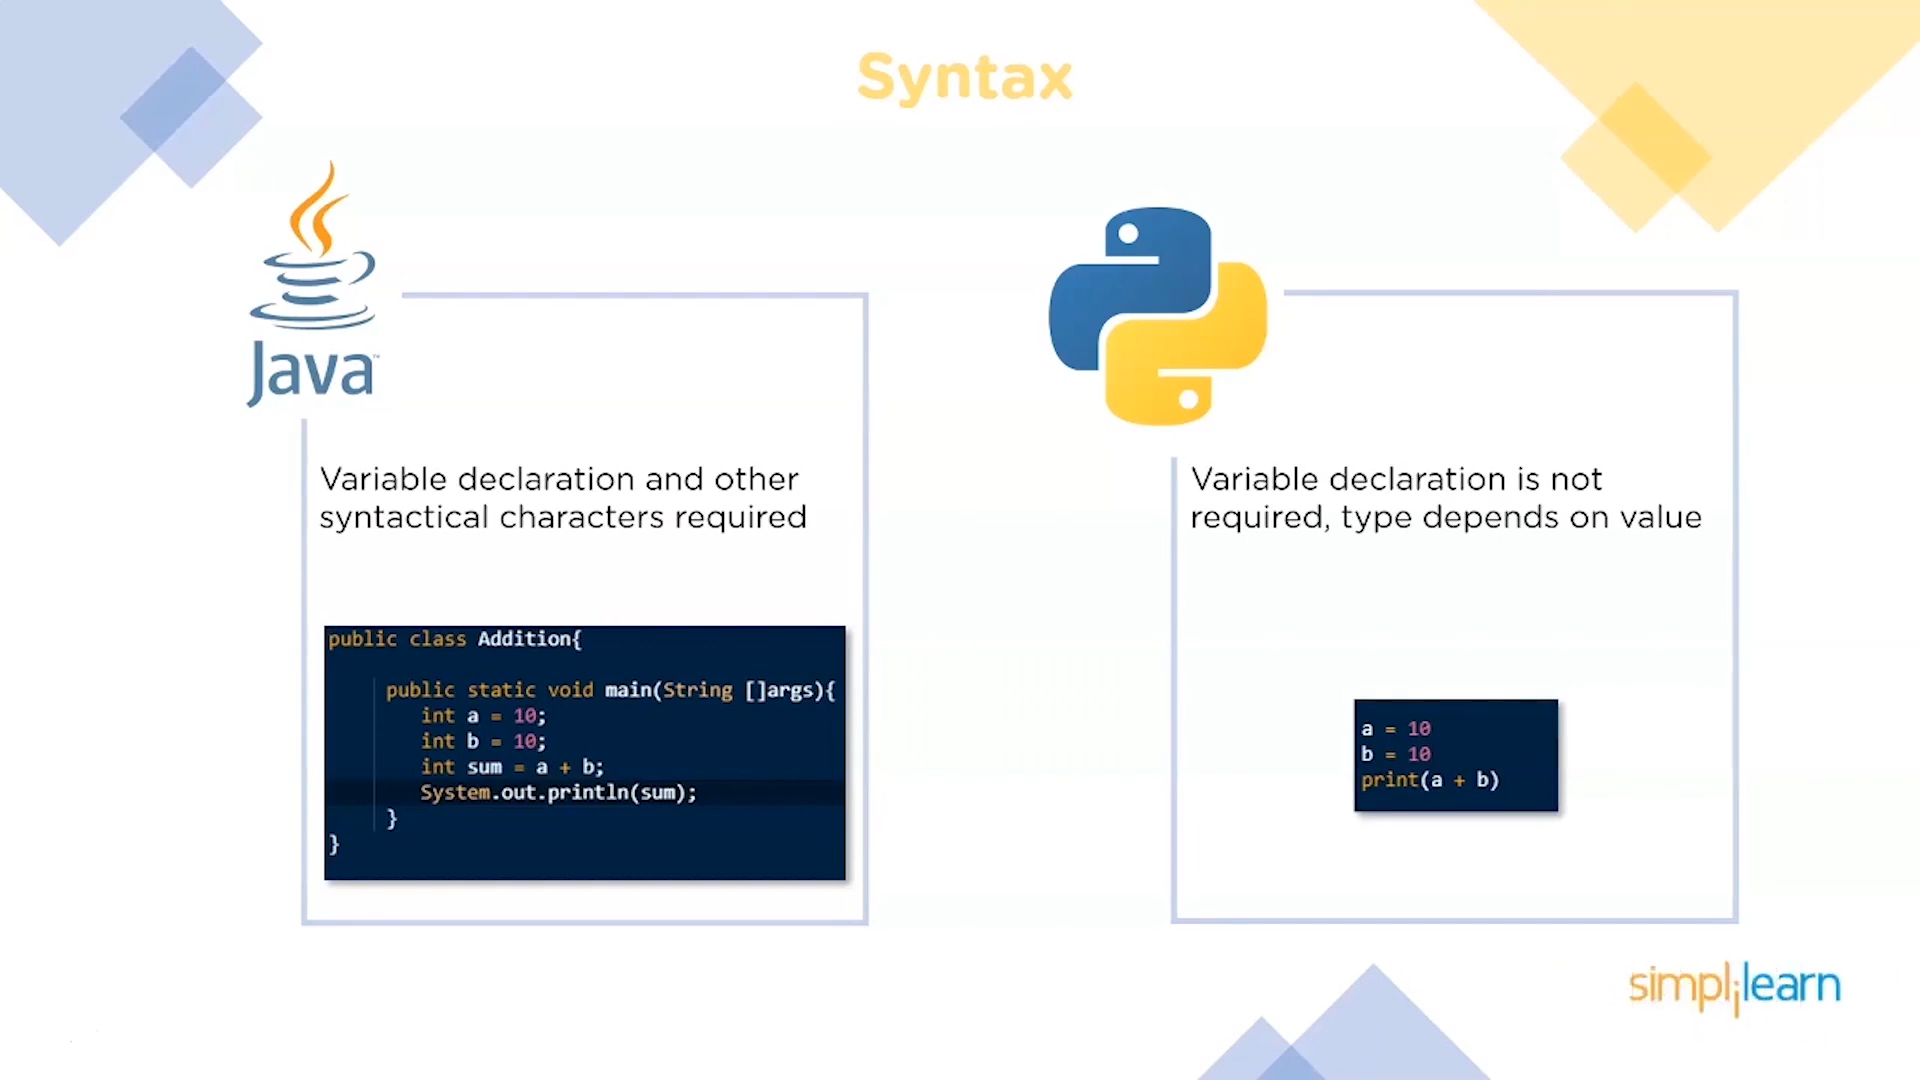 Syntax
Java™
Variable declaration and other
syntactical characters required
public class Addition{
public static void main(String []args){
int a = 10;
int b = 10;
int sum = a + b;
System.out.println(sum);
}
}
Variable declaration is not
required, type depends on value
a = 10
b = 10
print(a + b)
simplilearn